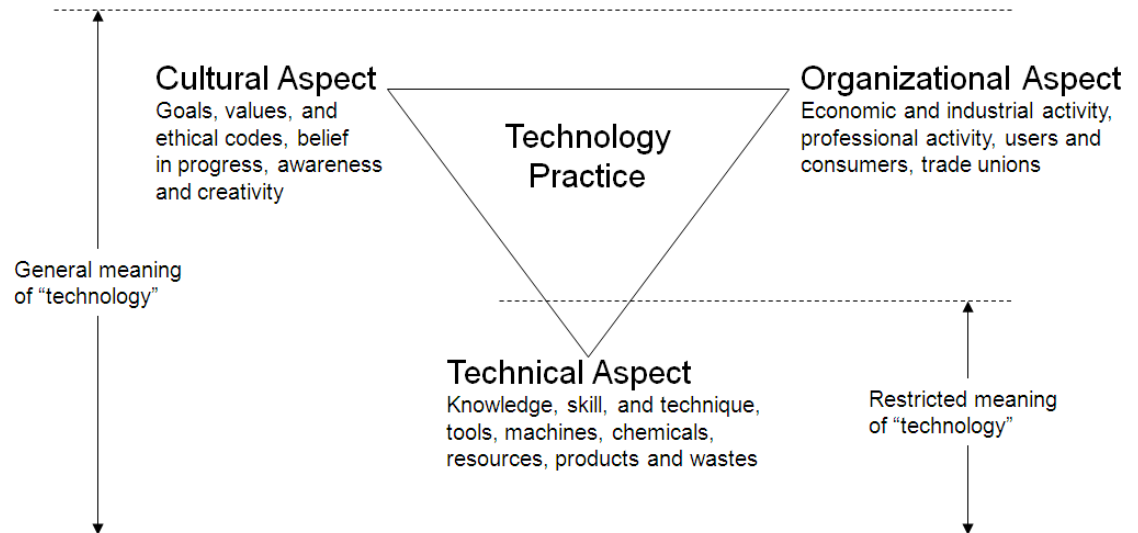 Cultural Aspect
Goals, values, and
ethical codes, belief
in progress, awareness
and creativity
Technology
Practice
Organizational Aspect
Economic and industrial activity,
professional activity, users and
consumers, trade unions
General meaning
of “technology”
Technical Aspect
Knowledge, skill, and technique,
tools, machines, chemicals,
resources, products and wastes
Restricted meaning
of “technology”